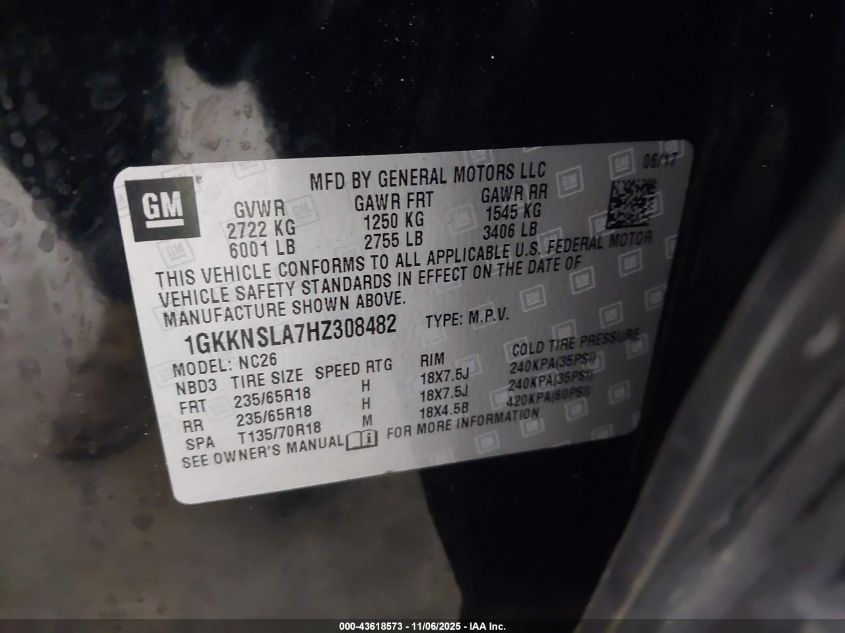 GM
MFD BY GENERAL MOTORS LLC
06/17
GVWR GAWR FRT GAWR RR
2722 KG 1250 KG 1545 KG
6001 LB 2755 LB 3406 LB
THIS VEHICLE CONFORMS TO ALL APPLICABLE U.S. FEDERAL MOTOR
VEHICLE SAFETY STANDARDS IN EFFECT ON THE DATE OF
MANUFACTURE SHOWN ABOVE.
1GKKNSLA7HZ308482 TYPE: M.P.V.
MODEL: NC26
NBD3 TIRE SIZE SPEED RTG RIM COLD TIRE PRESSURE
FRT 235/65R18 H 18X7.5J 240KPA(35PSI)
RR 235/65R18 H 18X7.5J 240KPA(35PSI)
SPA T135/70R18 M 18X4.5B 420KPA(60PSI)
SEE OWNER'S MANUAL FOR MORE INFORMATION.
000-43618573 - 11/06/2025 - IAA Inc.